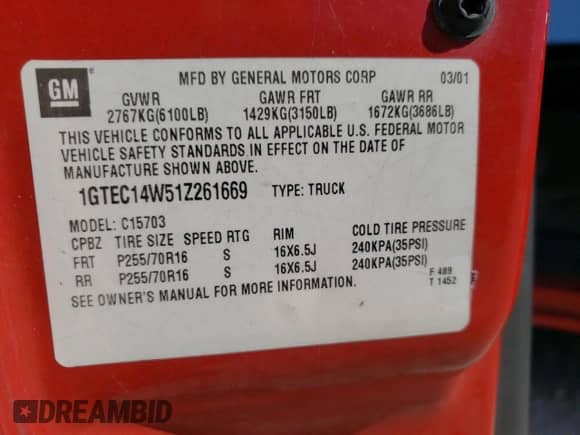 GM ®
MFD BY GENERAL MOTORS CORP 03/01
GVWR GAWR FRT GAWR RR
2767KG(6100LB) 1429KG(3150LB) 1672KG(3686LB)
THIS VEHICLE CONFORMS TO ALL APPLICABLE U.S. FEDERAL MOTOR
VEHICLE SAFETY STANDARDS IN EFFECT ON THE DATE OF
MANUFACTURE SHOWN ABOVE.
1GTEC14W51Z261669 TYPE: TRUCK
MODEL: C15703
CPBZ TIRE SIZE SPEED RTG RIM COLD TIRE PRESSURE
FRT P255/70R16 S 16X6.5J 240KPA(35PSI)
RR P255/70R16 S 16X6.5J 240KPA(35PSI)
SEE OWNER'S MANUAL FOR MORE INFORMATION.
F 489
T 1452
DREAMBID